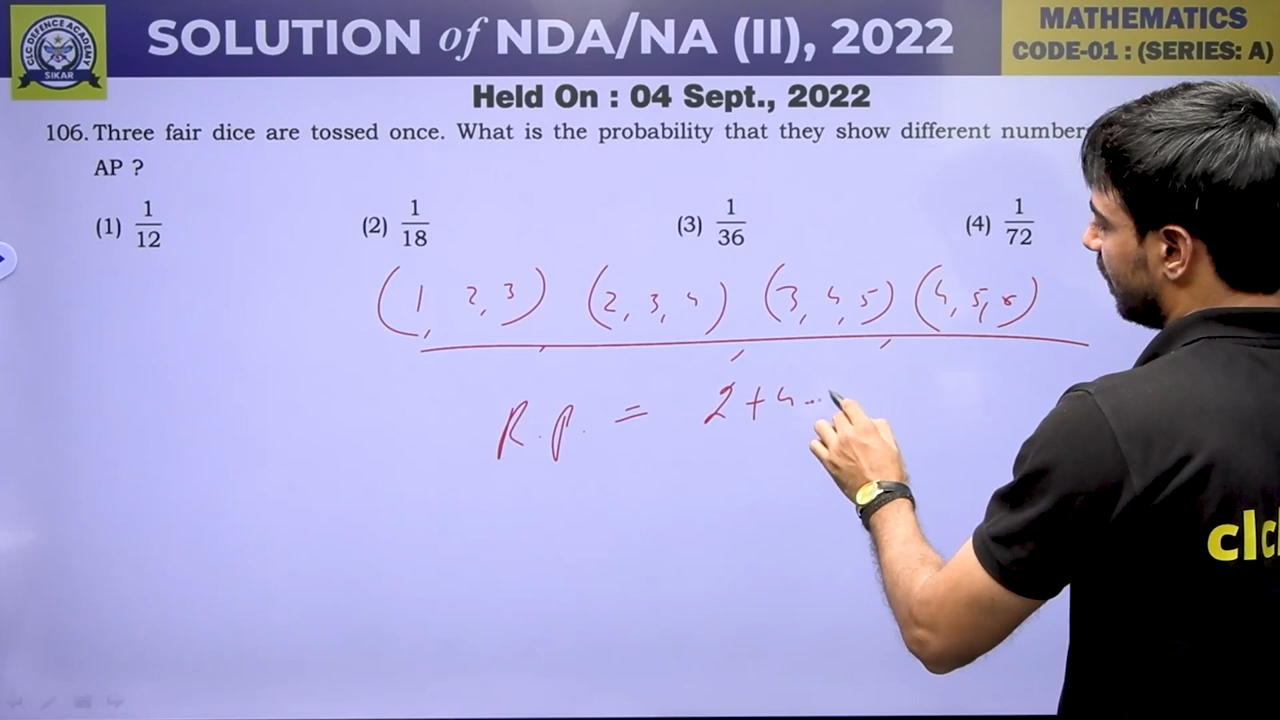 SOLUTION of NDA/NA (II), 2022
MATHEMATICS
CODE-01 : (SERIES: A)
CLC DEFENCE ACADEMY
SIKAR
Held On : 04 Sept., 2022
106. Three fair dice are tossed once. What is the probability that they show different number
AP ?
(1) 1/12 (2) 1/18 (3) 1/36 (4) 1/72
(1, 2, 3) (2, 3, 4) (3, 4, 5) (4, 5, 6)
= 2 + 4 ...
clcl